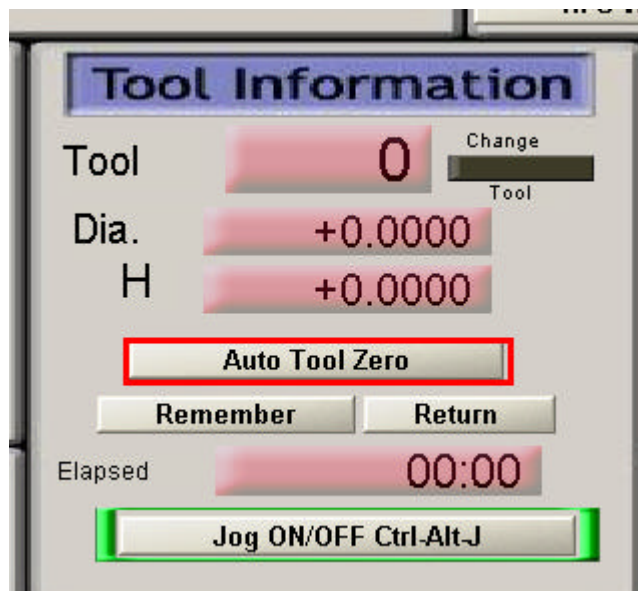 Tool Information
Tool 0 Change
Tool
Dia. +0.0000
H +0.0000
Auto Tool Zero
Remember Return
Elapsed 00:00
Jog ON/OFF Ctrl-Alt-J